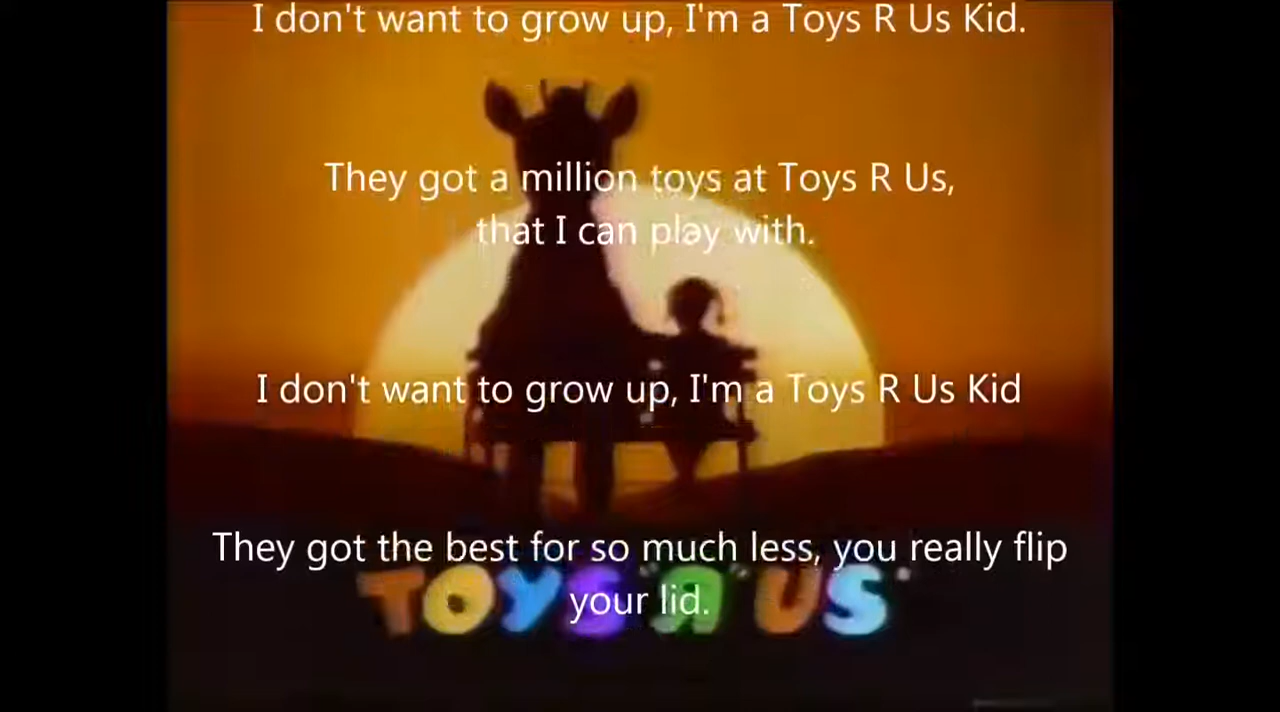 I don't want to grow up, I'm a Toys R Us Kid.
They got a million toys at Toys R Us,
that I can play with.
I don't want to grow up, I'm a Toys R Us Kid
They got the best for so much less, you really flip
your lid.
TOYS "R" US